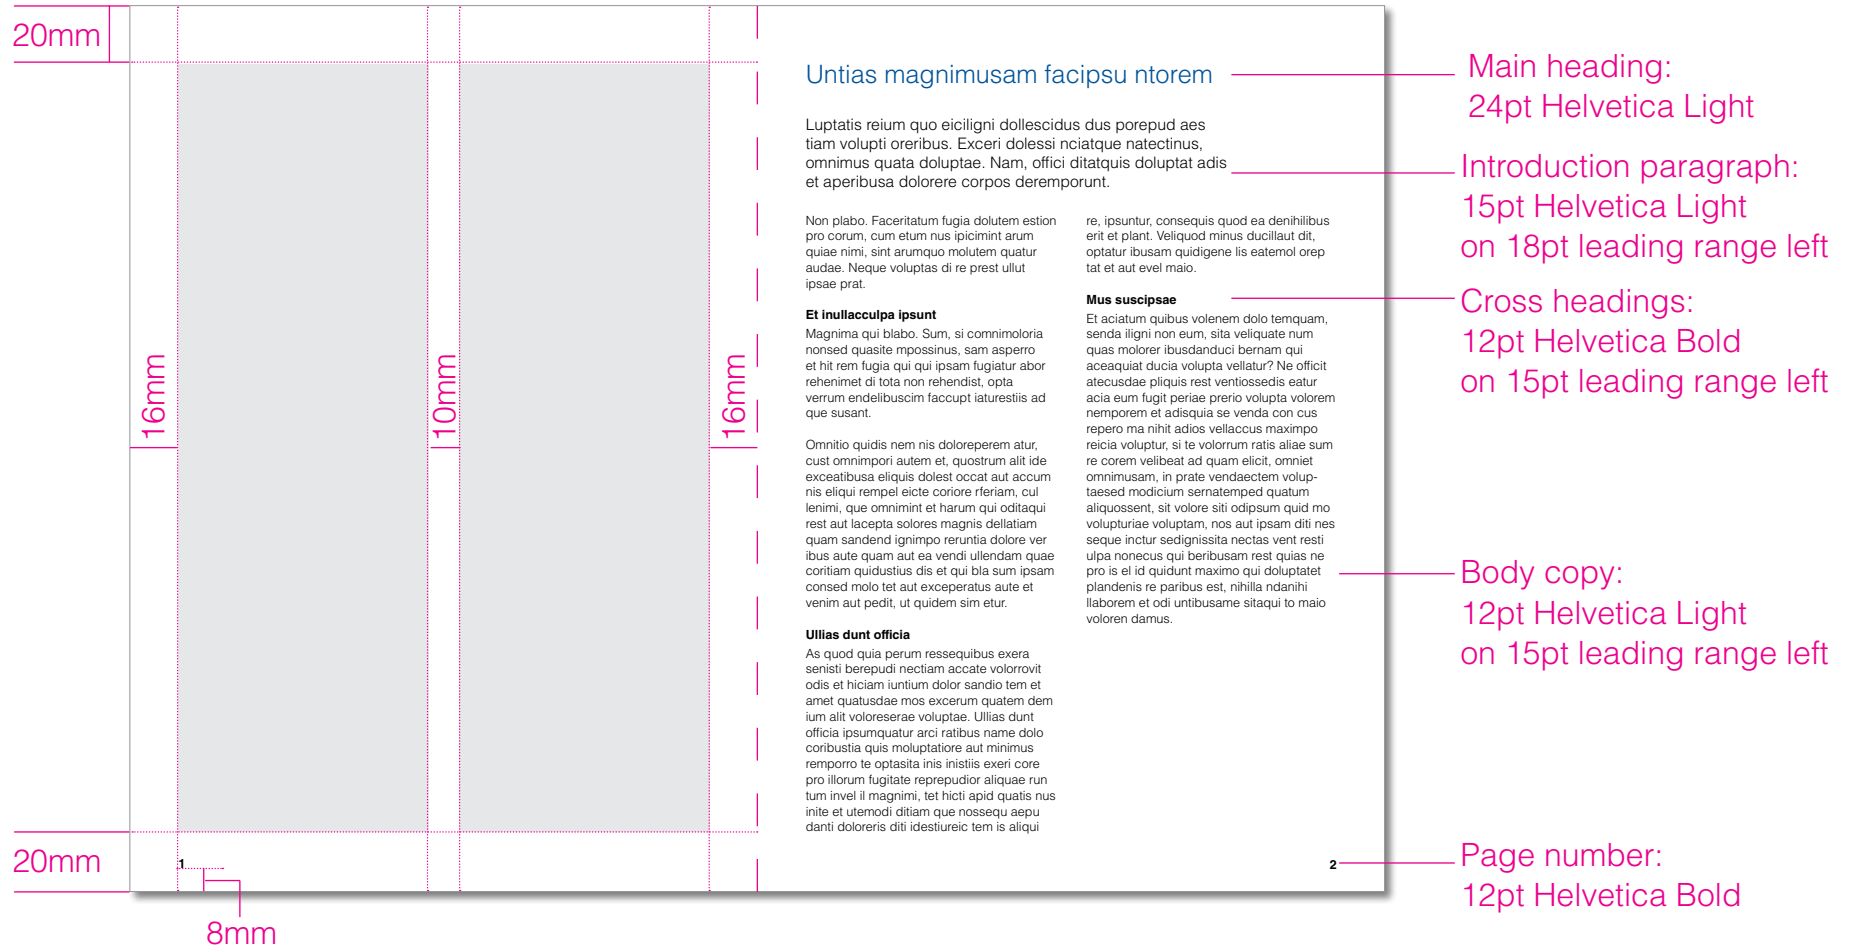 20mm
16mm
10mm
16mm
20mm
1
8mm
Untias magnimusam facipsu ntorem
Luptatis reium quo eiciligni dollescidus dus porepud aes
tiam volupti oreribus. Exceri dolessi nciatque natectinus,
omnimus quata doluptae. Nam, offici ditatquis doluptat adis
et aperibusa dolorere corpos deremporunt.
Non plabo. Faceritatum fugia dolutem estion
pro corum, cum etum nus ipicimint arum
quiae nimi, sint arumquo molutem quatur
audae. Neque voluptas di re prest ullut
ipsae prat.
Et inullacculpa ipsunt
Magnima qui blabo. Sum, si comnimoloria
nonsed quasite mpossinus, sam asperro
et hit rem fugia qui qui ipsam fugiatur abor
rehenimet di tota non rehendist, opta
verrum endelibuscim faccupt iaturestiis ad
que susant.
Omnitio quidis nem nis doloreperem atur,
cust omnimpori autem et, quostrum alit ide
exceatibusa eliquis dolest occat aut accum
nis eliqui rempel eicte coriore rferiam, cul
lenimi, que omnimint et harum qui oditaqui
rest aut lacepta solores magnis dellatiam
quam sandend ignimpo reruntia dolore ver
ibus aute quam aut ea vendi ullendam quae
coritiam quidustius dis et qui bla sum ipsam
consed molo tet aut exceperatus aute et
venim aut pedit, ut quidem sim etur.
Ullias dunt officia
As quod quia perum ressequibus exera
senisti berepudi nectiam accate volorrovit
odis et hiciam iuntium dolor sandio tem et
amet quatusdae mos excerum quatem dem
ium alit voloreserae voluptae. Ullias dunt
officia ipsumquatur arci ratibus name dolo
coribustia quis moluptatiore aut minimus
remporro te optasita inis inistiis exeri core
pro illorum fugitate reprepudior aliquae run
tum invel il magnimi, tet hicti apid quatis nus
inite et utemodi ditiam que nossequ aepu
danti doloreris diti idestiureic tem is aliqui
re, ipsuntur, consequis quod ea denihilibus
erit et plant. Veliquod minus ducillaut dit,
optatur ibusam quidigene lis eatemol orep
tat et aut evel maio.
Mus suscipsae
Et aciatum quibus volenem dolo temquam,
senda iligni non eum, sita veliquate num
quas molorer ibusdanduci bernam qui
aceaquiat ducia volupta vellatur? Ne officit
atecusdae pliquis rest ventiossedis eatur
acia eum fugit periae prerio volupta volorem
nemporem et adisquia se venda con cus
repero ma nihit adios vellaccus maximpo
reicia voluptur, si te volorrum ratis aliae sum
re corem velibeat ad quam elicit, omniet
omnimusam, in prate vendaectem volup-
taesed modicium sernatemped quatum
aliquossent, sit volore siti odipsum quid mo
volupturiae voluptam, nos aut ipsam diti nes
seque inctur sedignissita nectas vent resti
ulpa nonecus qui beribusam rest quias ne
pro is el id quidunt maximo qui doluptatet
plandenis re paribus est, nihilla ndanihi
llaborem et odi untibusame sitaqui to maio
voloren damus.
2
Main heading:
24pt Helvetica Light
Introduction paragraph:
15pt Helvetica Light
on 18pt leading range left
Cross headings:
12pt Helvetica Bold
on 15pt leading range left
Body copy:
12pt Helvetica Light
on 15pt leading range left
Page number:
12pt Helvetica Bold